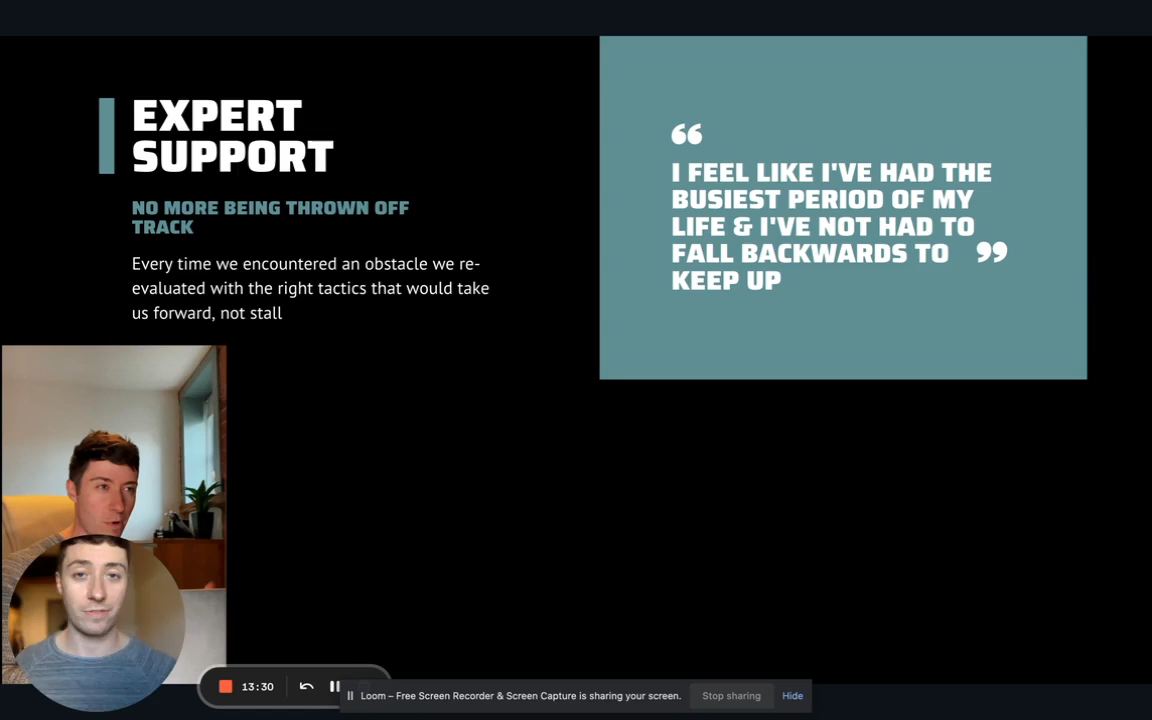 EXPERT
SUPPORT
NO MORE BEING THROWN OFF
TRACK
Every time we encountered an obstacle we re-
evaluated with the right tactics that would take
us forward, not stall
“
I FEEL LIKE I'VE HAD THE
BUSIEST PERIOD OF MY
LIFE & I'VE NOT HAD TO
FALL BACKWARDS TO ”
KEEP UP
13:30
Loom – Free Screen Recorder & Screen Capture is sharing your screen. Stop sharing Hide